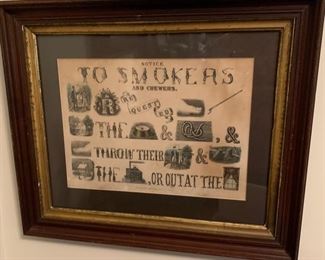 NOTICE
TO SMOKERS
AND CHEWERS.
R
THE &, &
THROW THEIR &
THE, OR OUT AT THE